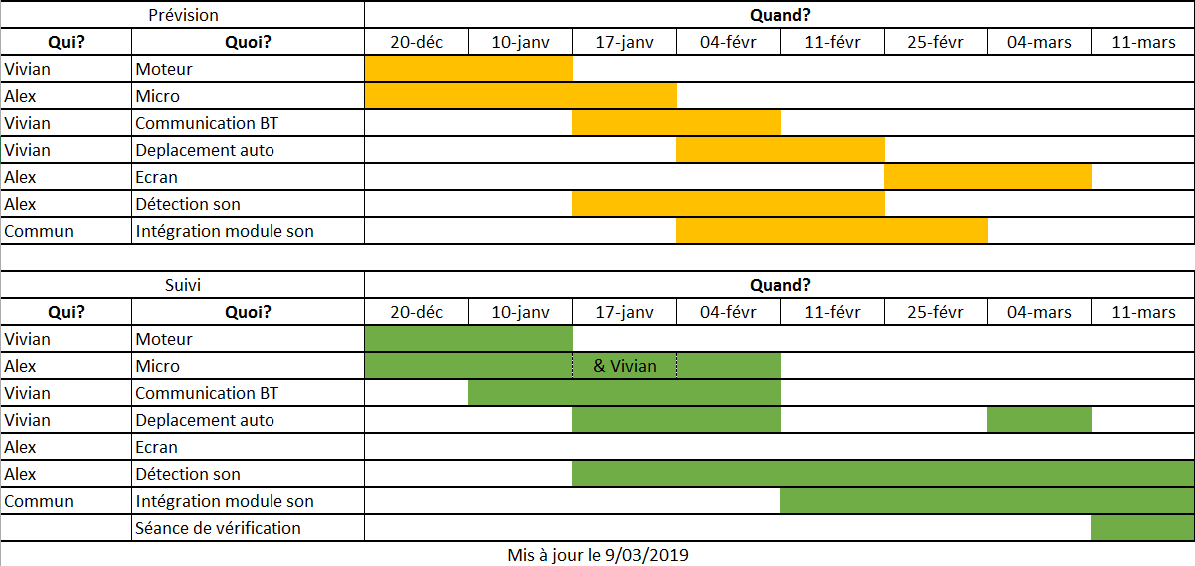 Prévision Quand?
Qui? Quoi? 20-déc 10-janv 17-janv 04-févr 11-févr 25-févr 04-mars 11-mars
Vivian Moteur
Alex Micro
Vivian Communication BT
Vivian Deplacement auto
Alex Ecran
Alex Détection son
Commun Intégration module son
Suivi Quand?
Qui? Quoi? 20-déc 10-janv 17-janv 04-févr 11-févr 25-févr 04-mars 11-mars
Vivian Moteur
Alex Micro & Vivian
Vivian Communication BT
Vivian Deplacement auto
Alex Ecran
Alex Détection son
Commun Intégration module son
Séance de vérification
Mis à jour le 9/03/2019